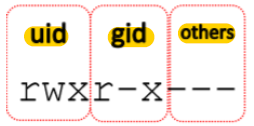 uid gid others
rwxr-x---